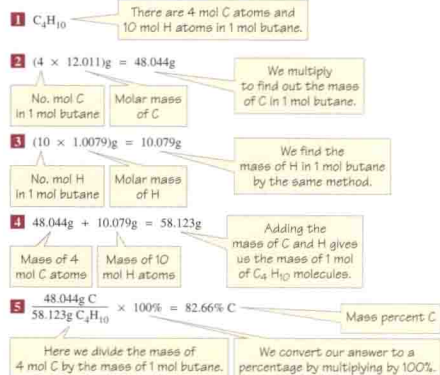 1 C₄H₁₀
There are 4 mol C atoms and
10 mol H atoms in 1 mol butane.
2 (4 × 12.011)g = 48.044g
No. mol C
in 1 mol butane
Molar mass
of C
We multiply
to find out the mass
of C in 1 mol butane.
3 (10 × 1.0079)g = 10.079g
No. mol H
in 1 mol butane
Molar mass
of H
We find the
mass of H in 1 mol butane
by the same method.
4 48.044g + 10.079g = 58.123g
Mass of 4
mol C atoms
Mass of 10
mol H atoms
Adding the
mass of C and H gives
us the mass of 1 mol
of C₄ H₁₀ molecules.
5 48.044g C
58.123g C₄H₁₀ × 100% = 82.66% C
Mass percent C
Here we divide the mass of
4 mol C by the mass of 1 mol butane.
We convert our answer to a
percentage by multiplying by 100%.